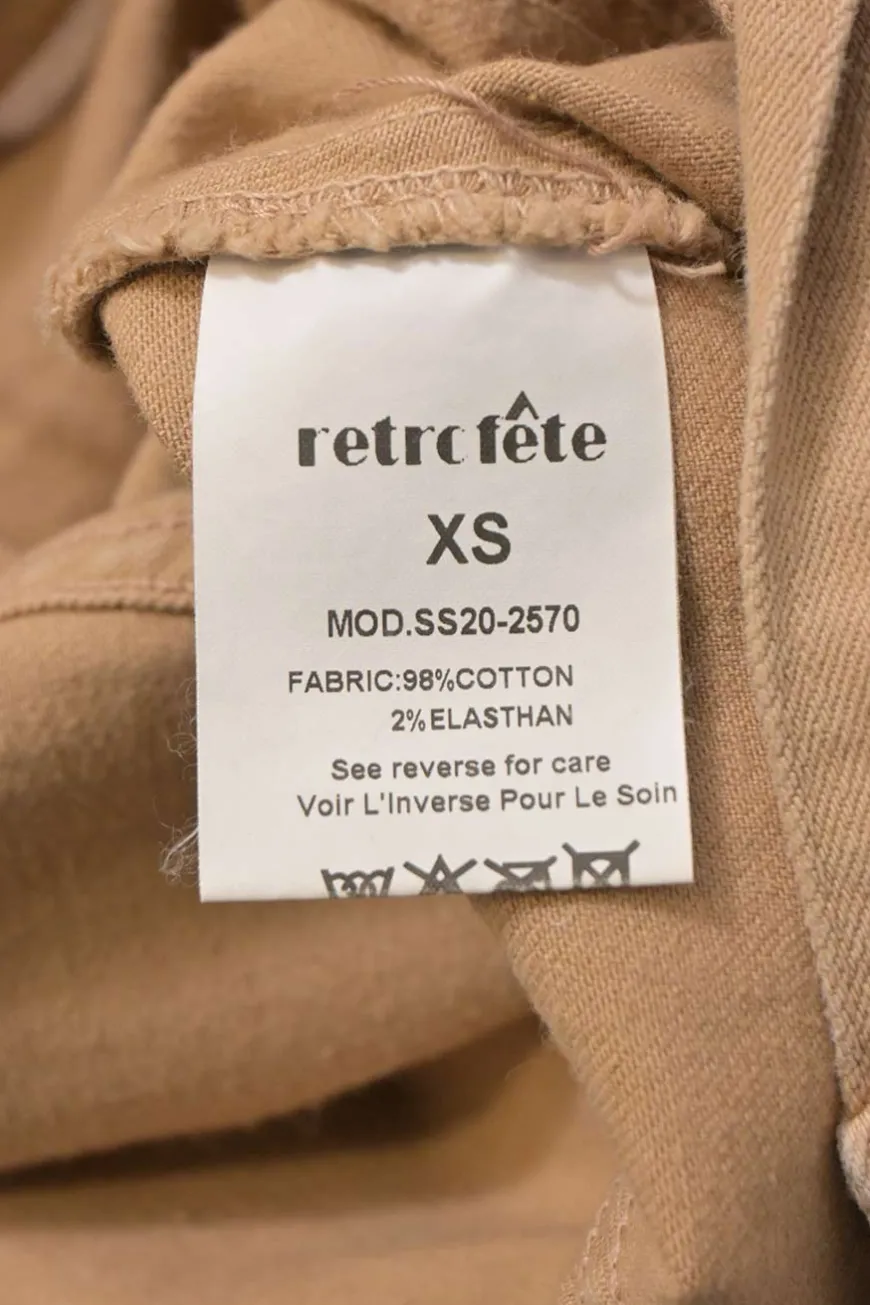 retrofête
XS
MOD.SS20-2570
FABRIC:98%COTTON
2%ELASTHAN
See reverse for care
Voir L'Inverse Pour Le Soin